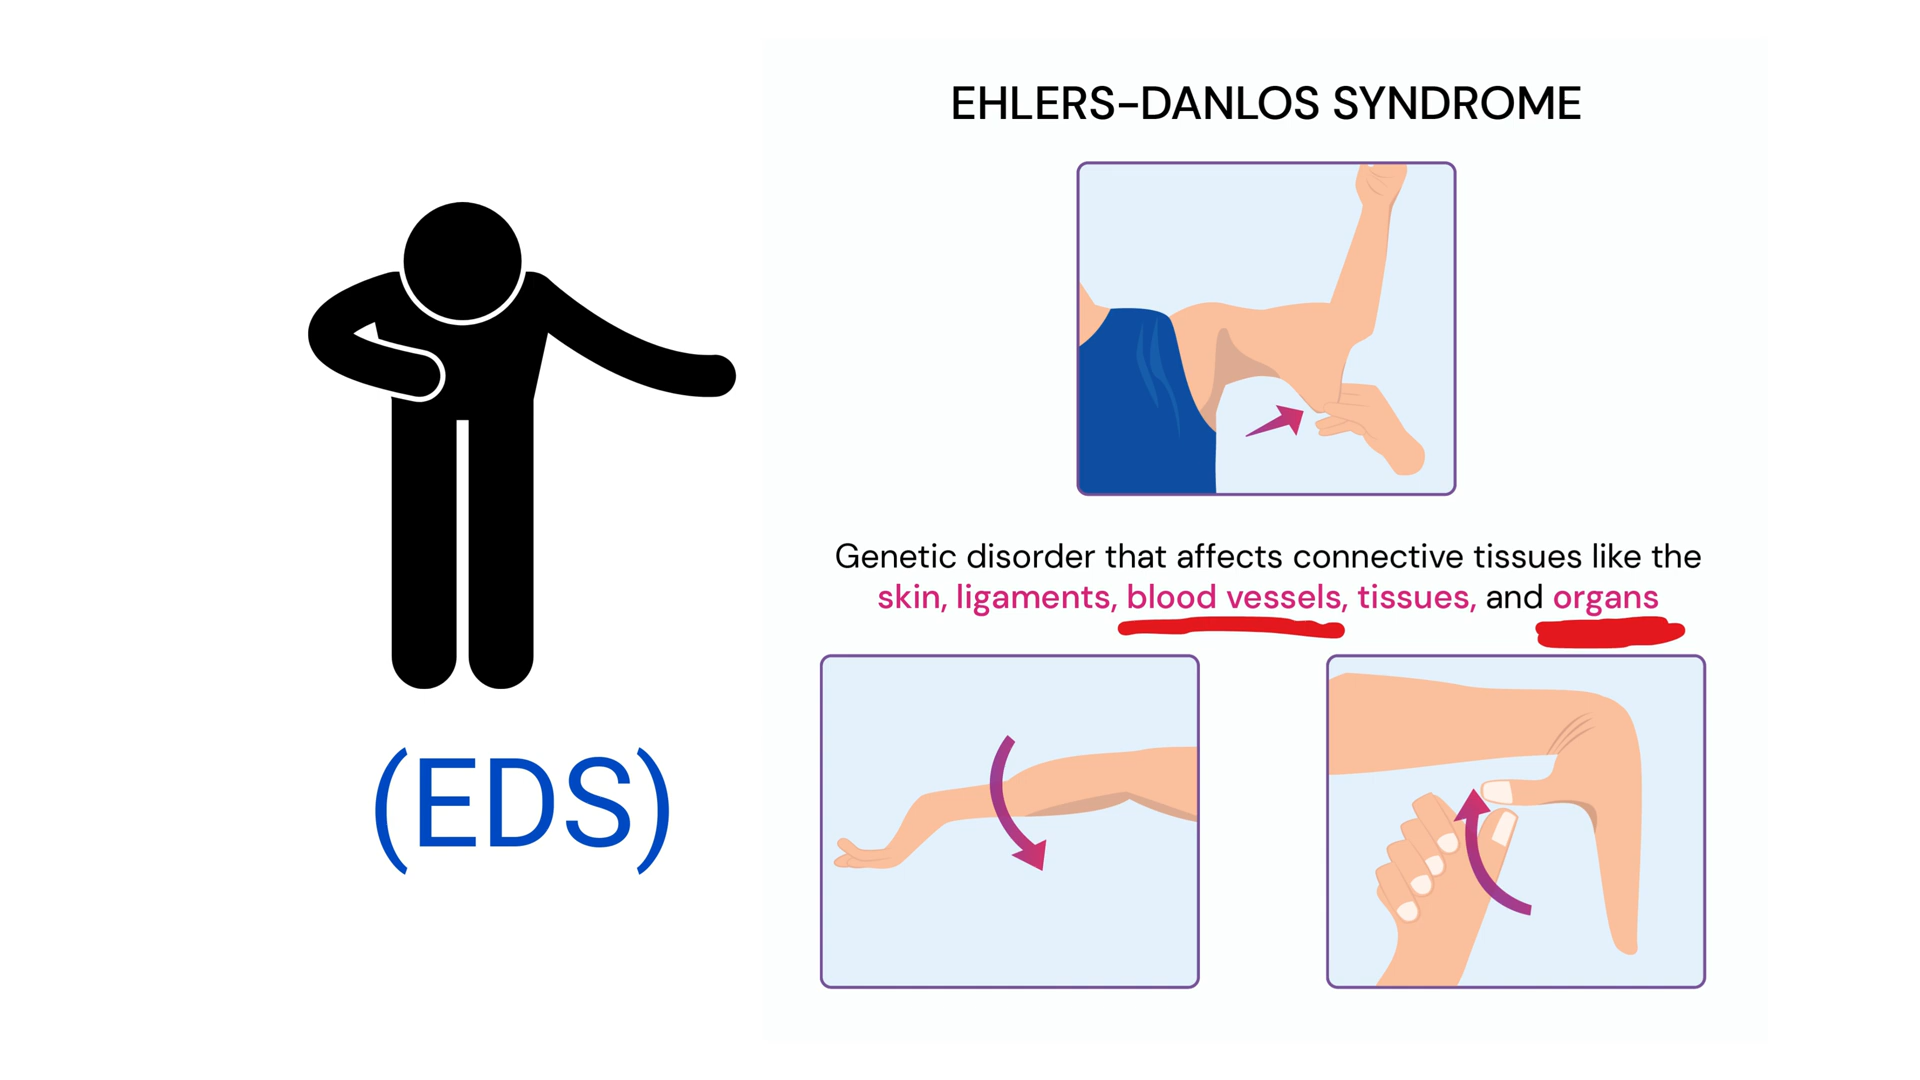 EHLERS-DANLOS SYNDROME
Genetic disorder that affects connective tissues like the
skin, ligaments, blood vessels, tissues, and organs
(EDS)